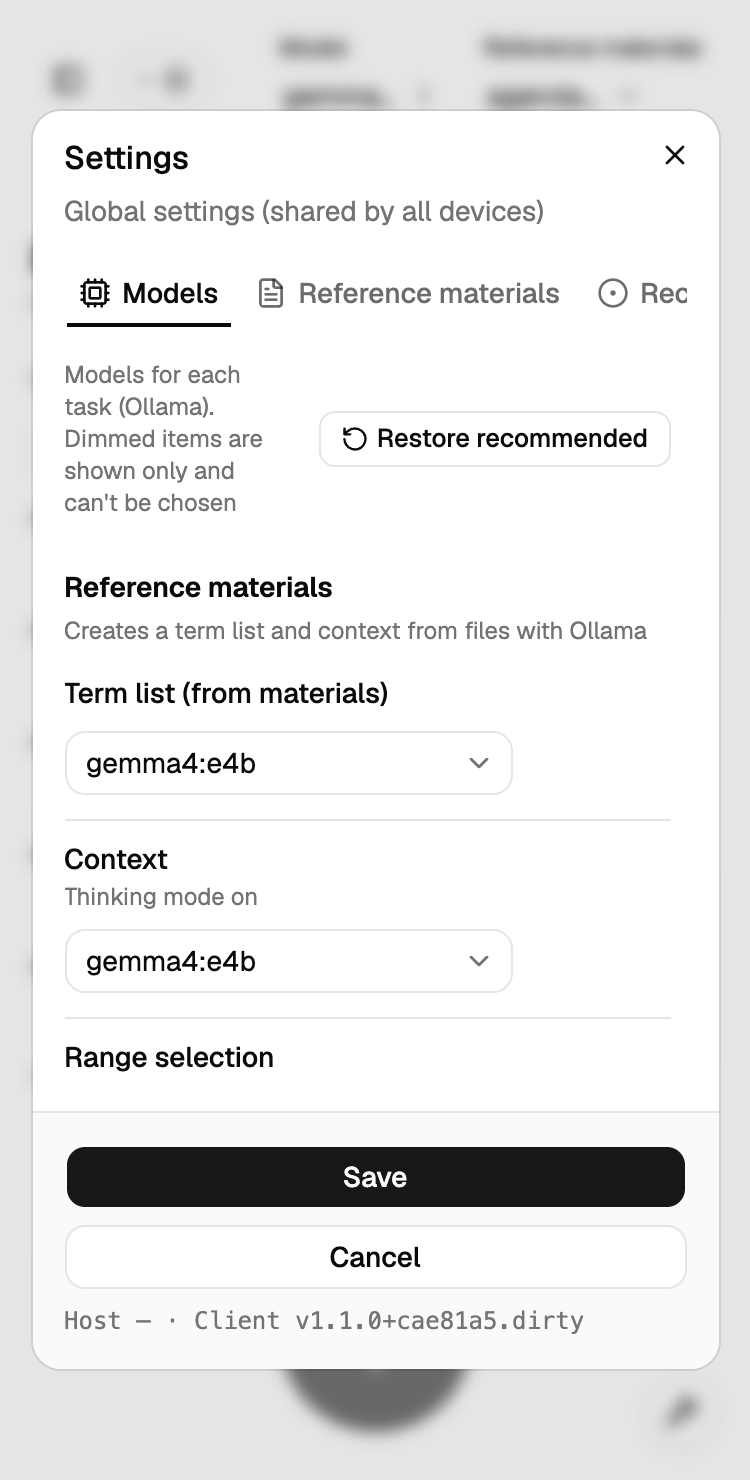 Model
Reference materials
Settings
Global settings (shared by all devices)
Models
Reference materials
Rec
Models for each
task (Ollama).
Dimmed items are
shown only and
can't be chosen
Restore recommended
Reference materials
Creates a term list and context from files with Ollama
Term list (from materials)
gemma4:e4b
Context
Thinking mode on
gemma4:e4b
Range selection
Save
Cancel
Host — · Client v1.1.0+cae81a5.dirty